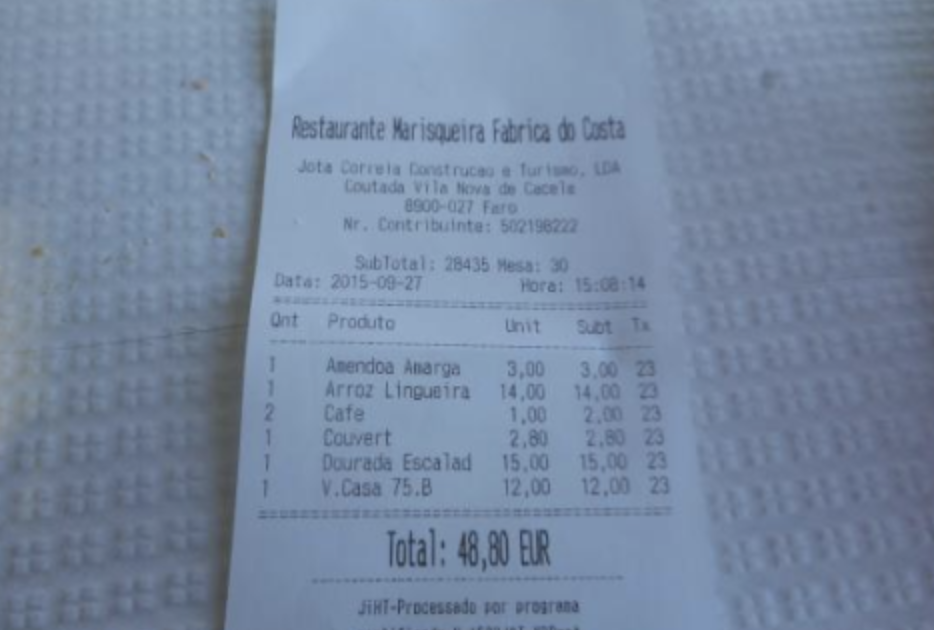 Restaurante Marisqueira Fabrica do Costa
Jota Correia Construcao e Turismo, LDA
Coutada Vila Nova de Cacela
8900-027 Faro
Nr. Contribuinte: 502198222
SubTotal: 28435 Mesa: 30
Data: 2015-09-27 Hora: 15:08:14
Qnt Produto Unit Subt Tx
1 Amendoa Amarga 3,00 3,00 23
1 Arroz Lingueira 14,00 14,00 23
2 Cafe 1,00 2,00 23
1 Couvert 2,80 2,80 23
1 Dourada Escalad 15,00 15,00 23
1 V.Casa 75.B 12,00 12,00 23
Total: 48,80 EUR
JiHT-Processado por programa